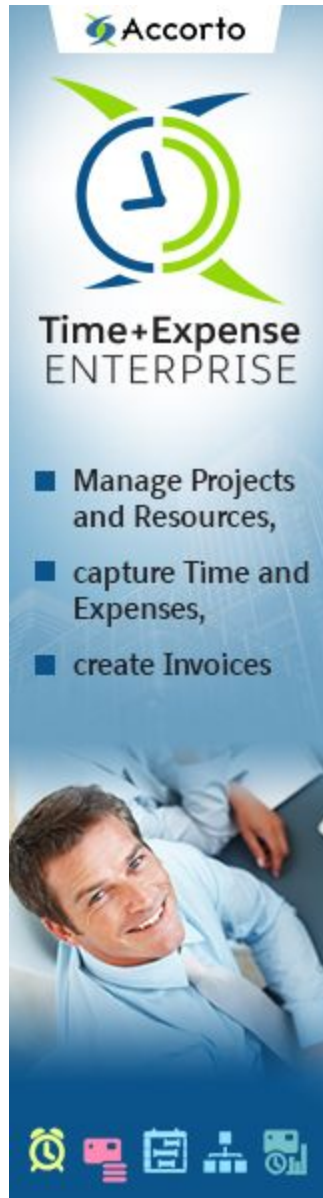 Accorto
Time+Expense
ENTERPRISE
Manage Projects
and Resources,
capture Time and
Expenses,
create Invoices